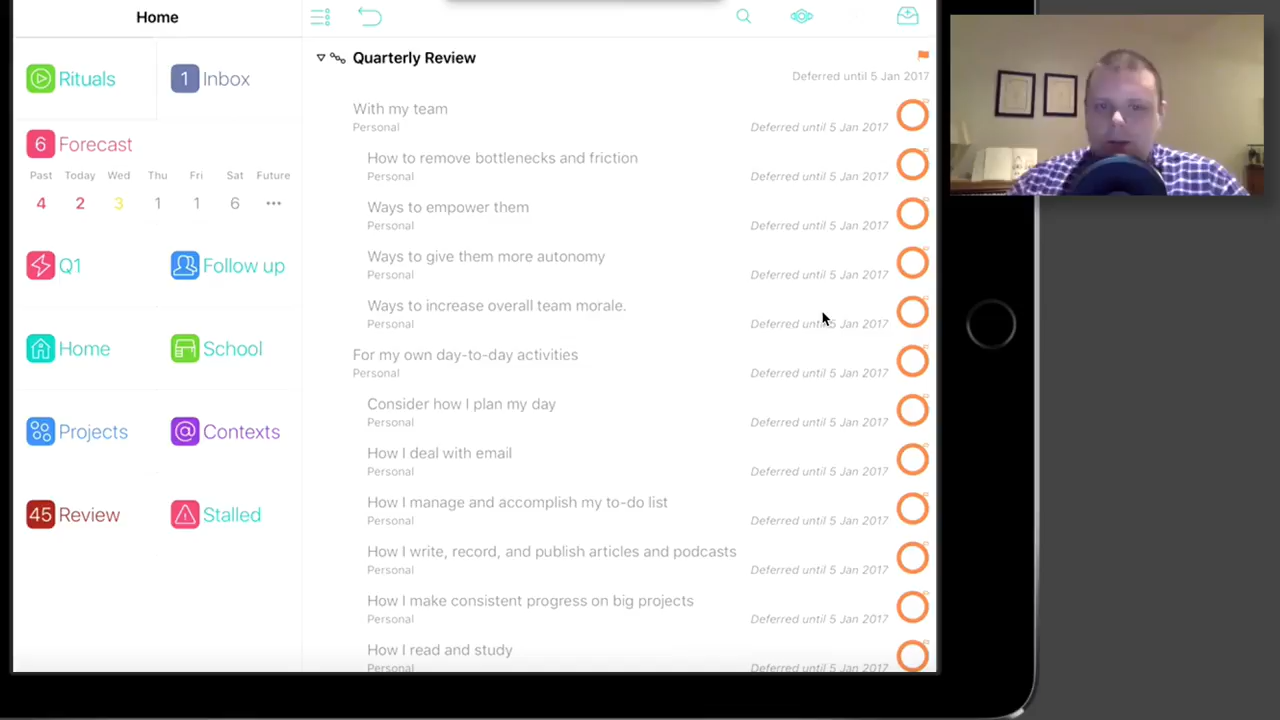 Home
Rituals
1 Inbox
6 Forecast
Past Today Wed Thu Fri Sat Future
4 2 3 1 1 6 •••
Q1
Follow up
Home
School
Projects
@ Contexts
45 Review
Stalled
Quarterly Review
Deferred until 5 Jan 2017
With my team
Personal Deferred until 5 Jan 2017
How to remove bottlenecks and friction
Personal Deferred until 5 Jan 2017
Ways to empower them
Personal Deferred until 5 Jan 2017
Ways to give them more autonomy
Personal Deferred until 5 Jan 2017
Ways to increase overall team morale.
Personal Deferred until 5 Jan 2017
For my own day-to-day activities
Personal Deferred until 5 Jan 2017
Consider how I plan my day
Personal Deferred until 5 Jan 2017
How I deal with email
Personal Deferred until 5 Jan 2017
How I manage and accomplish my to-do list
Personal Deferred until 5 Jan 2017
How I write, record, and publish articles and podcasts
Personal Deferred until 5 Jan 2017
How I make consistent progress on big projects
Personal Deferred until 5 Jan 2017
How I read and study
Personal Deferred until 5 Jan 2017